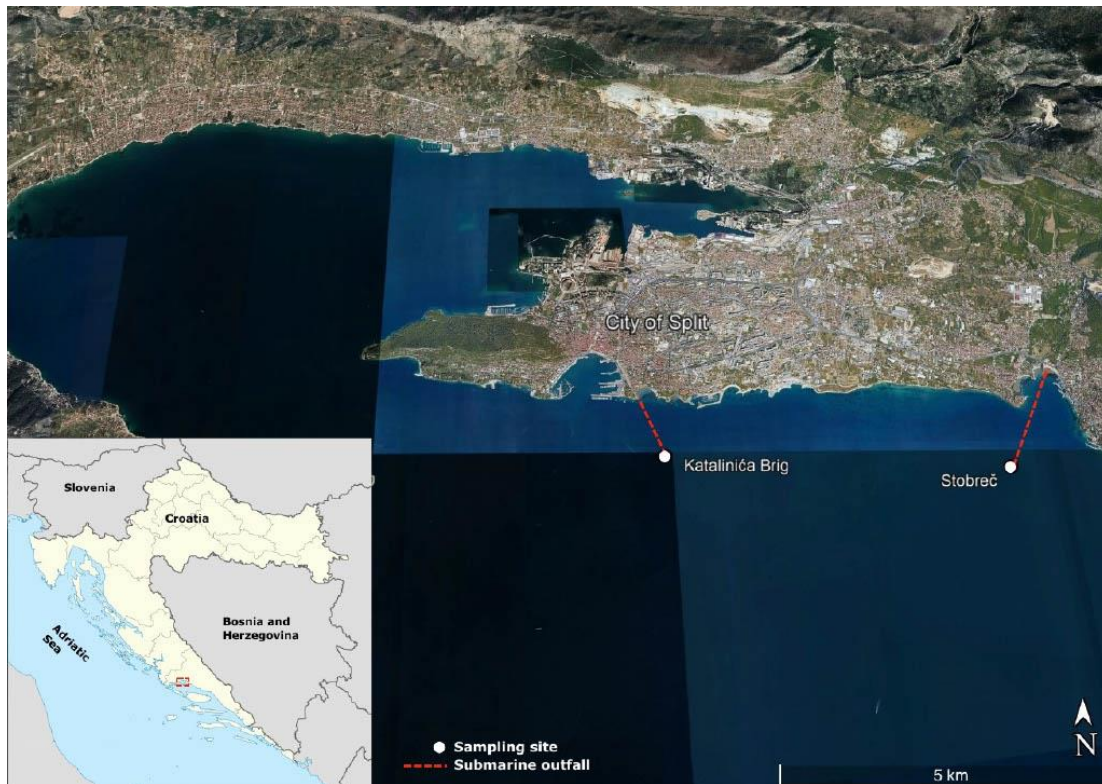 City of Split
Katalinića Brig
Stobreč
Slovenia
Croatia
Bosnia and
Herzegovina
Adriatic
Sea
Sampling site
Submarine outfall
5 km
N